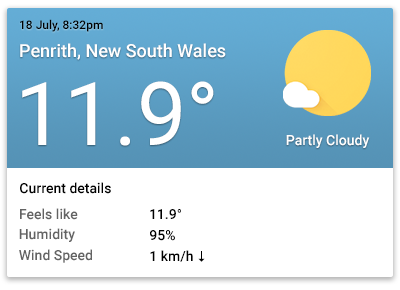 18 July, 8:32pm
Penrith, New South Wales
11.9°
Partly Cloudy
Current details
Feels like 11.9°
Humidity 95%
Wind Speed 1 km/h ↓